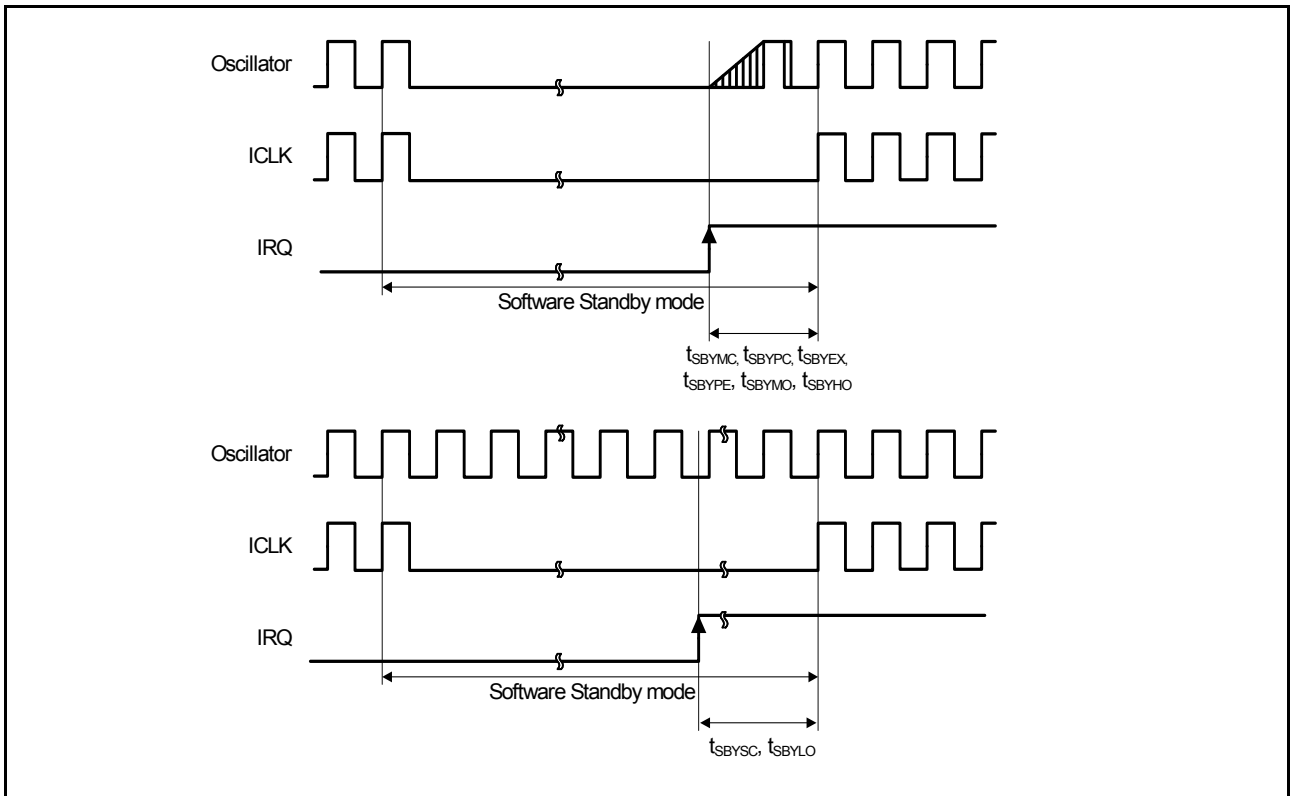 Oscillator
ICLK
IRQ
Software Standby mode
tSBYMC, tSBYPC, tSBYEX,
tSBYPE, tSBYMO, tSBYHO
Oscillator
ICLK
IRQ
Software Standby mode
tSBYSC, tSBYLO